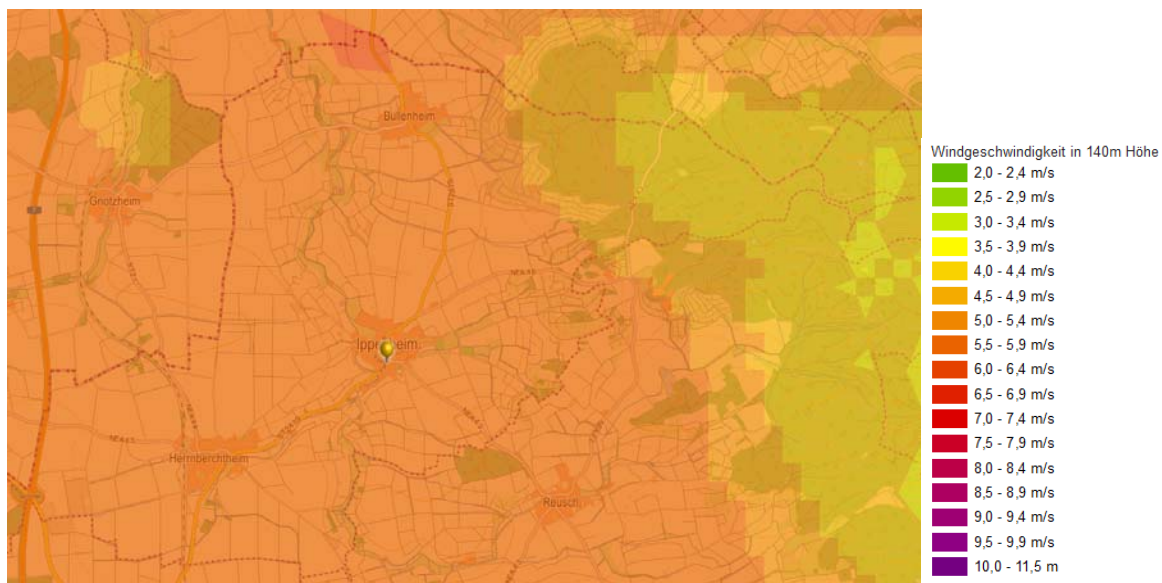 Bullenheim
Gnötzheim
Ippesheim
Herrnberchtheim
Reusch
Windgeschwindigkeit in 140m Höhe
2,0 - 2,4 m/s
2,5 - 2,9 m/s
3,0 - 3,4 m/s
3,5 - 3,9 m/s
4,0 - 4,4 m/s
4,5 - 4,9 m/s
5,0 - 5,4 m/s
5,5 - 5,9 m/s
6,0 - 6,4 m/s
6,5 - 6,9 m/s
7,0 - 7,4 m/s
7,5 - 7,9 m/s
8,0 - 8,4 m/s
8,5 - 8,9 m/s
9,0 - 9,4 m/s
9,5 - 9,9 m/s
10,0 - 11,5 m